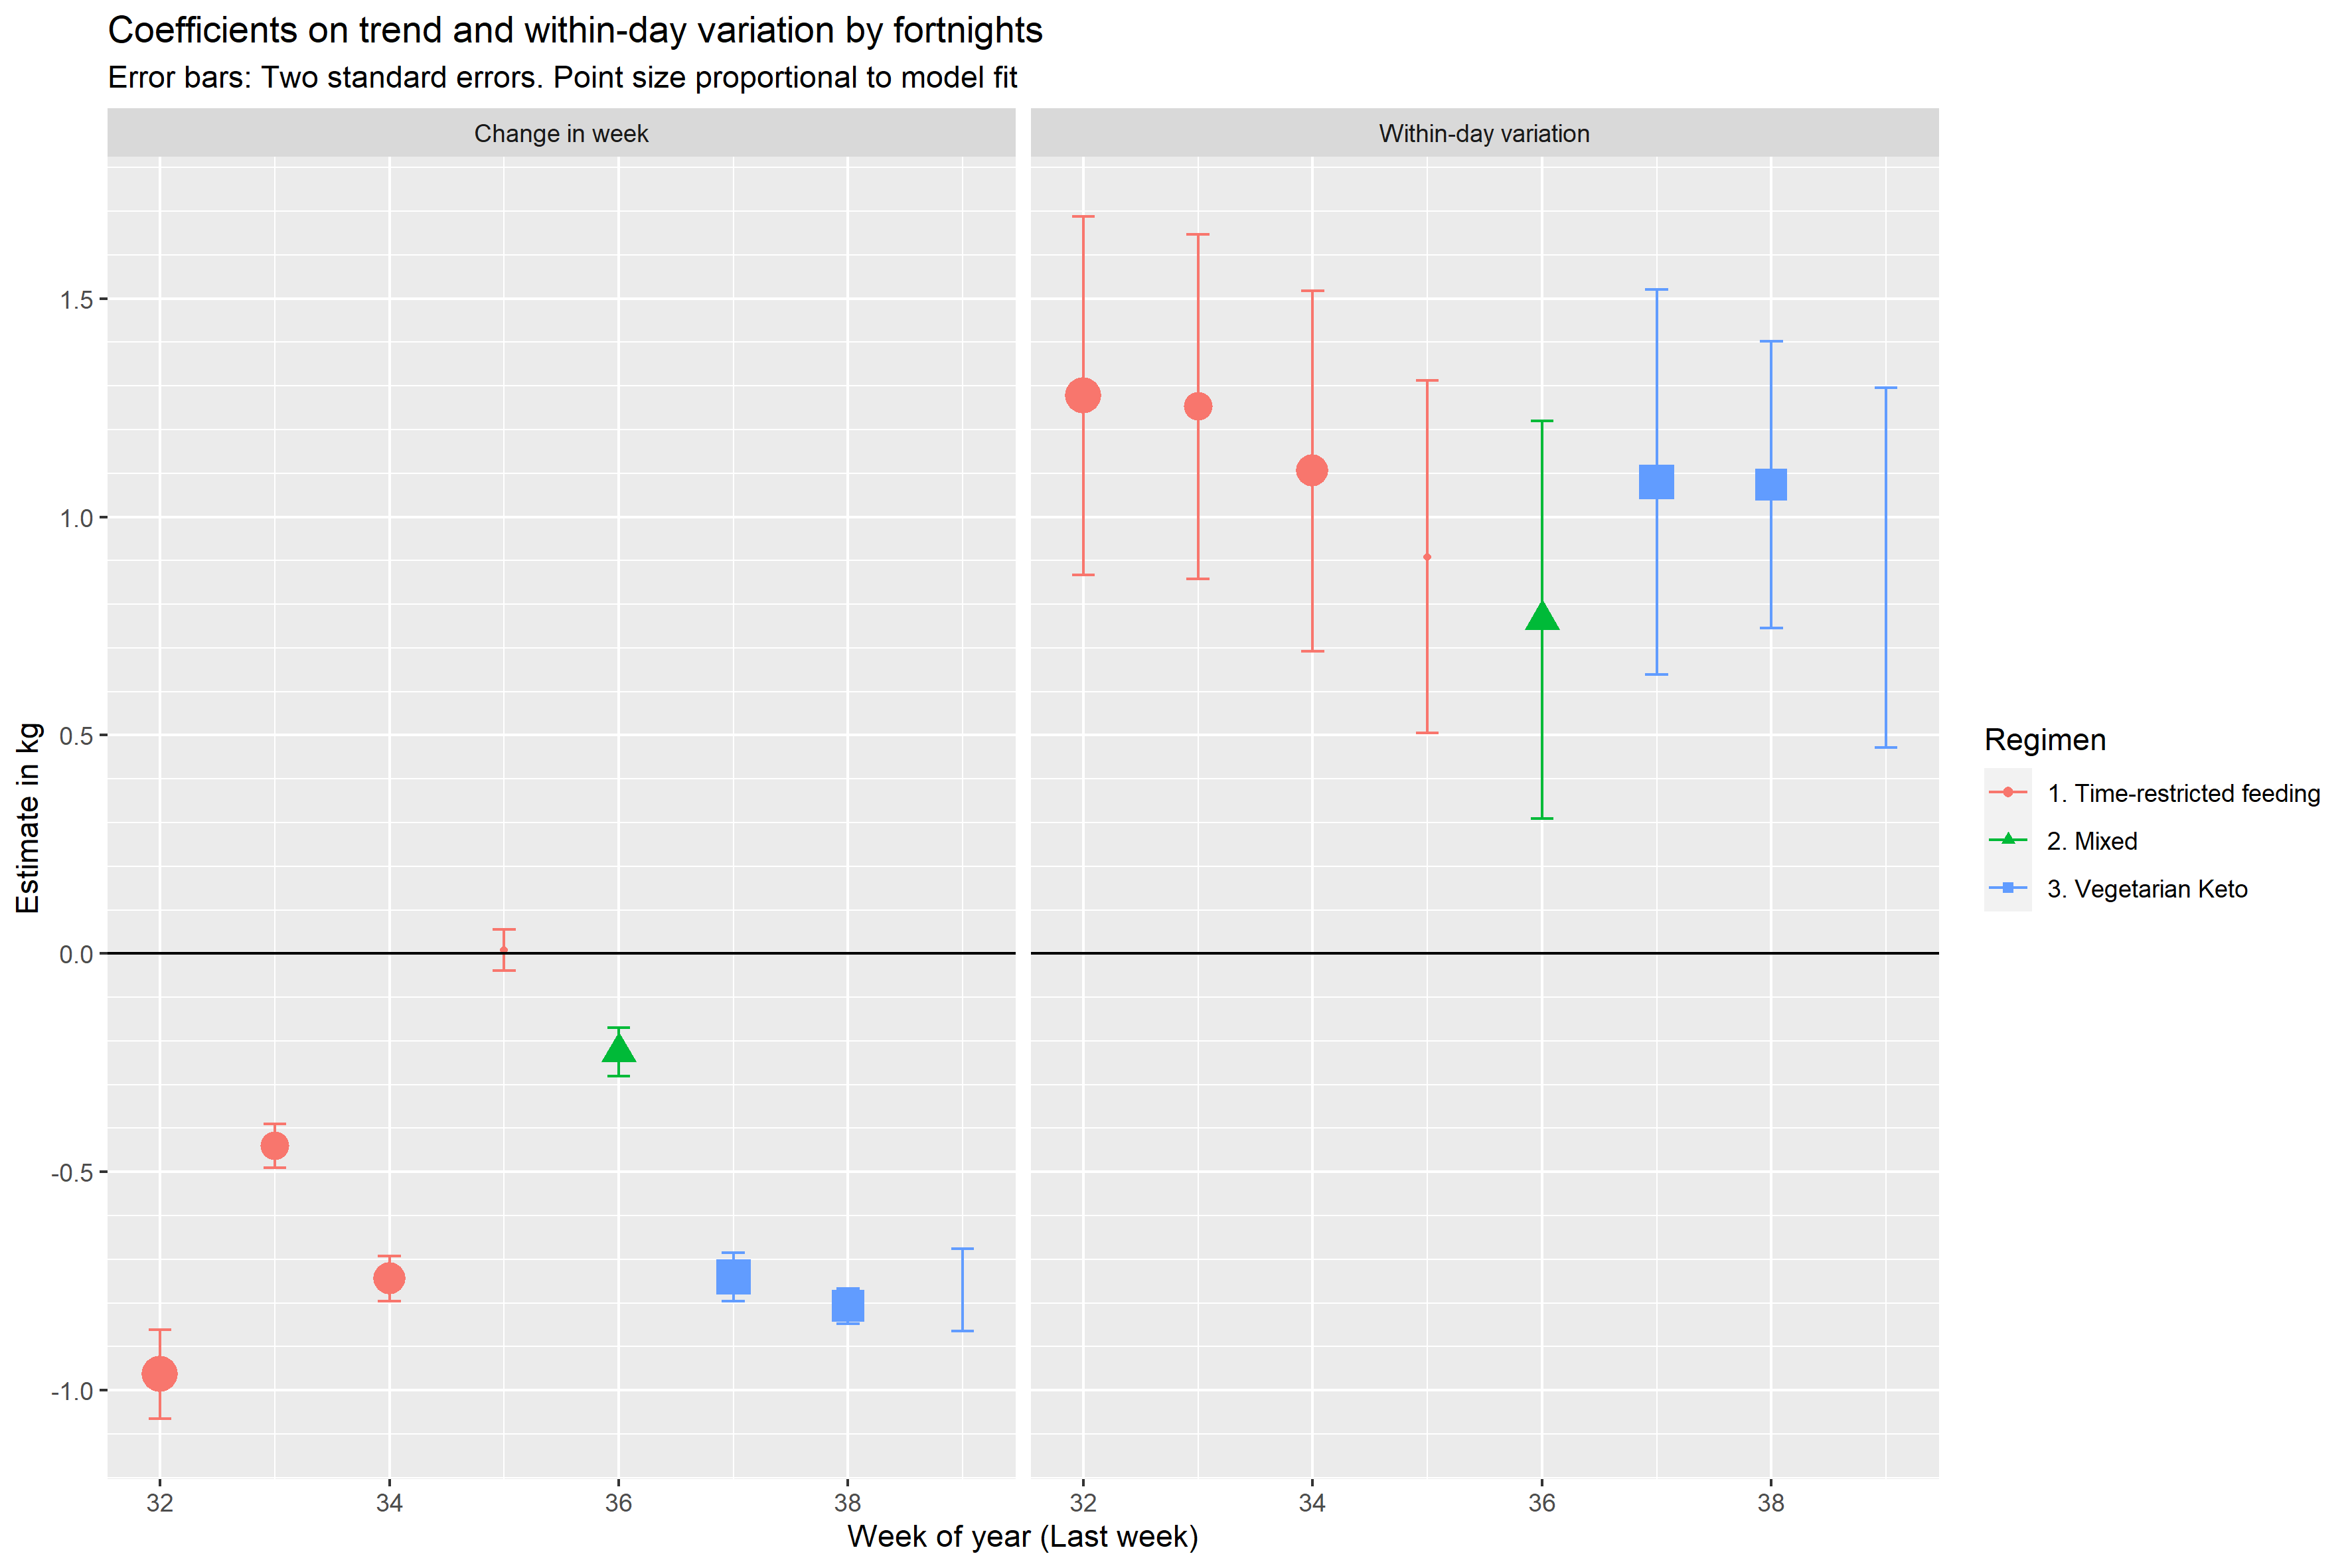 Coefficients on trend and within-day variation by fortnights
Error bars: Two standard errors. Point size proportional to model fit
Change in week
Within-day variation
1.5
1.0
0.5
0.0
-0.5
-1.0
Estimate in kg
32 34 36 38
32 34 36 38
Week of year (Last week)
Regimen
1. Time-restricted feeding
2. Mixed
3. Vegetarian Keto